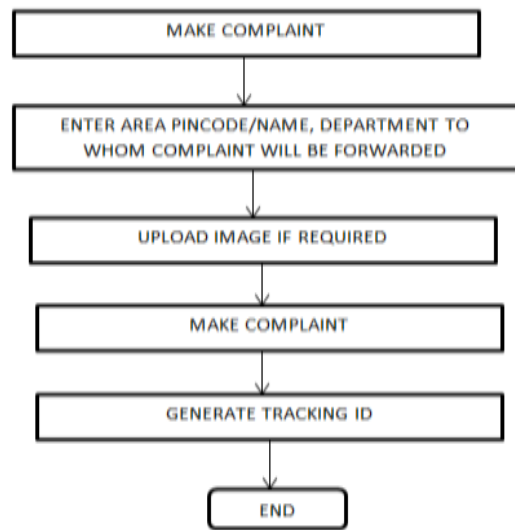 MAKE COMPLAINT
ENTER AREA PINCODE/NAME, DEPARTMENT TO
WHOM COMPLAINT WILL BE FORWARDED
UPLOAD IMAGE IF REQUIRED
MAKE COMPLAINT
GENERATE TRACKING ID
END